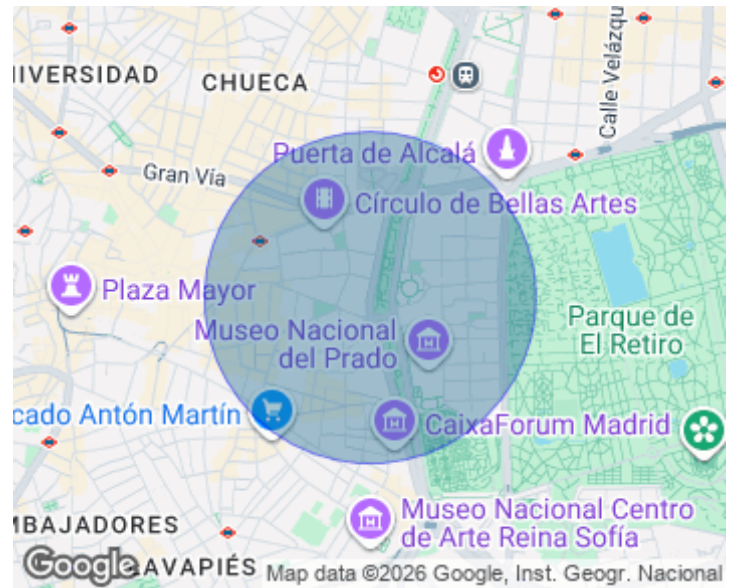 IVERSIDAD
CHUECA
Calle Velázqu
Puerta de Alcalá
Gran Vía
Círculo de Bellas Artes
Plaza Mayor
Parque de
El Retiro
Museo Nacional
del Prado
cado Antón Martín
CaixaForum Madrid
MBAJADORES
Museo Nacional Centro
de Arte Reina Sofía
Google
AVAPIÉS
Map data ©2026 Google, Inst. Geogr. Nacional